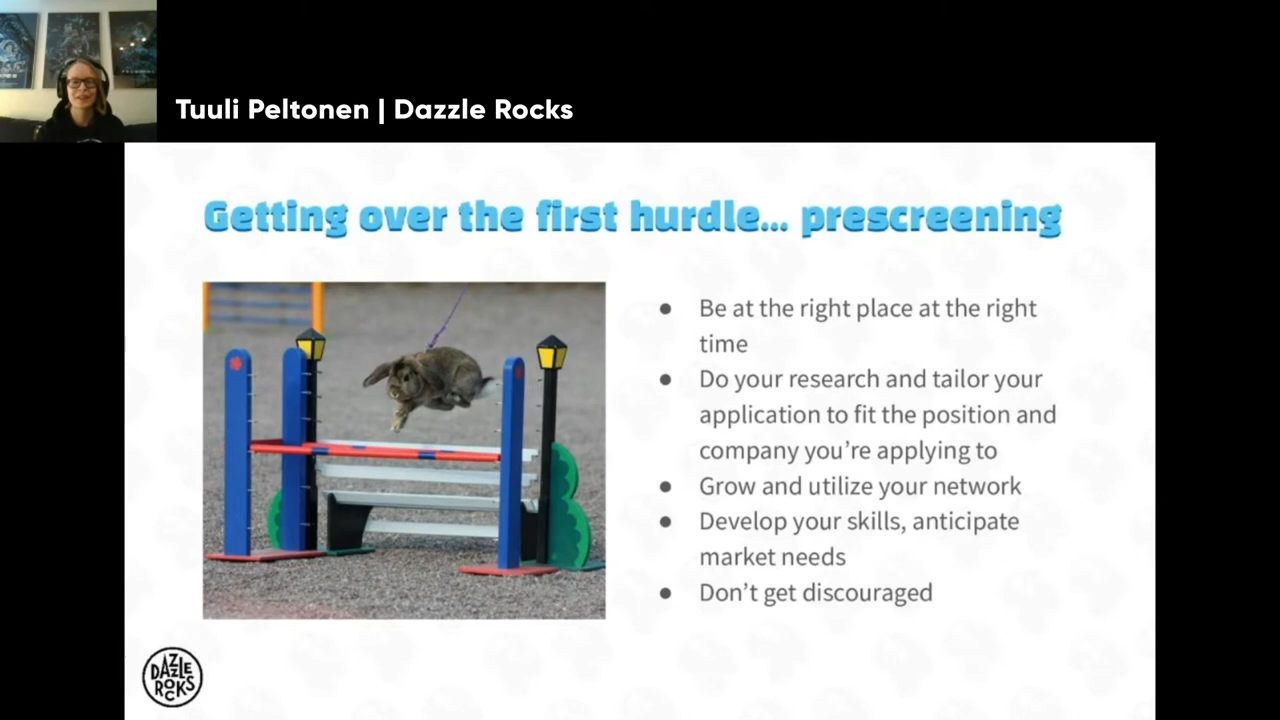 Tuuli Peltonen | Dazzle Rocks
Getting over the first hurdle... prescreening
● Be at the right place at the right
time
● Do your research and tailor your
application to fit the position and
company you’re applying to
● Grow and utilize your network
● Develop your skills, anticipate
market needs
● Don’t get discouraged
DAZZLE
ROCKS